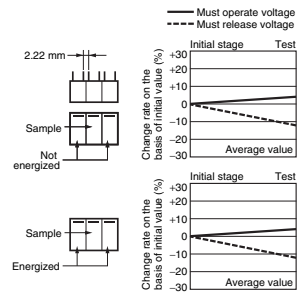 Must operate voltage
Must release voltage
2.22 mm
Sample
Not
energized
Initial stage Test
Change rate on the
basis of initial value (%)
+30
+20
+10
0
−10
−20
−30
Average value
Sample
Energized
Initial stage Test
Change rate on the
basis of initial value (%)
+30
+20
+10
0
−10
−20
−30
Average value